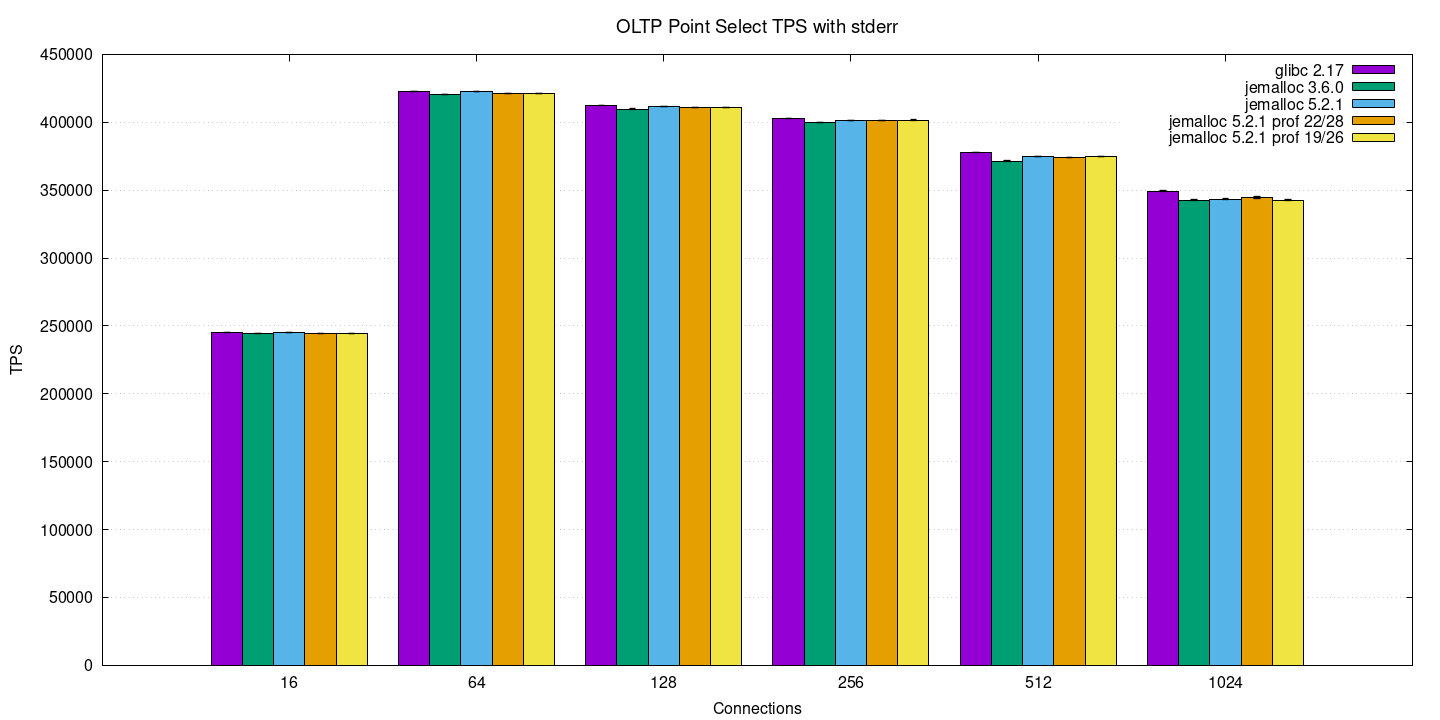 OLTP Point Select TPS with stderr
450000
400000
350000
300000
250000
200000
150000
100000
50000
0
TPS
glibc 2.17
jemalloc 3.6.0
jemalloc 5.2.1
jemalloc 5.2.1 prof 22/28
jemalloc 5.2.1 prof 19/26
16 64 128 256 512 1024
Connections